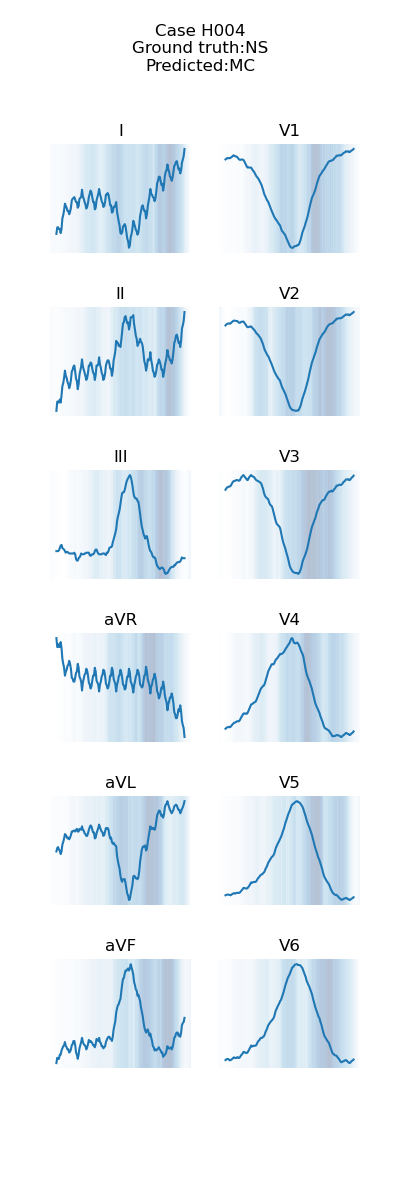 Case H004
Ground truth:NS
Predicted:MC
I
V1
II
V2
III
V3
aVR
V4
aVL
V5
aVF
V6